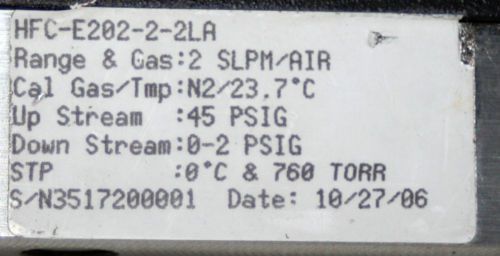 HFC-E202-2-2LA
Range & Gas:2 SLPM/AIR
Cal Gas/Tmp:N2/23.7°C
Up Stream :45 PSIG
Down Stream:0-2 PSIG
STP :0°C & 760 TORR
S/N3517200001 Date: 10/27/06